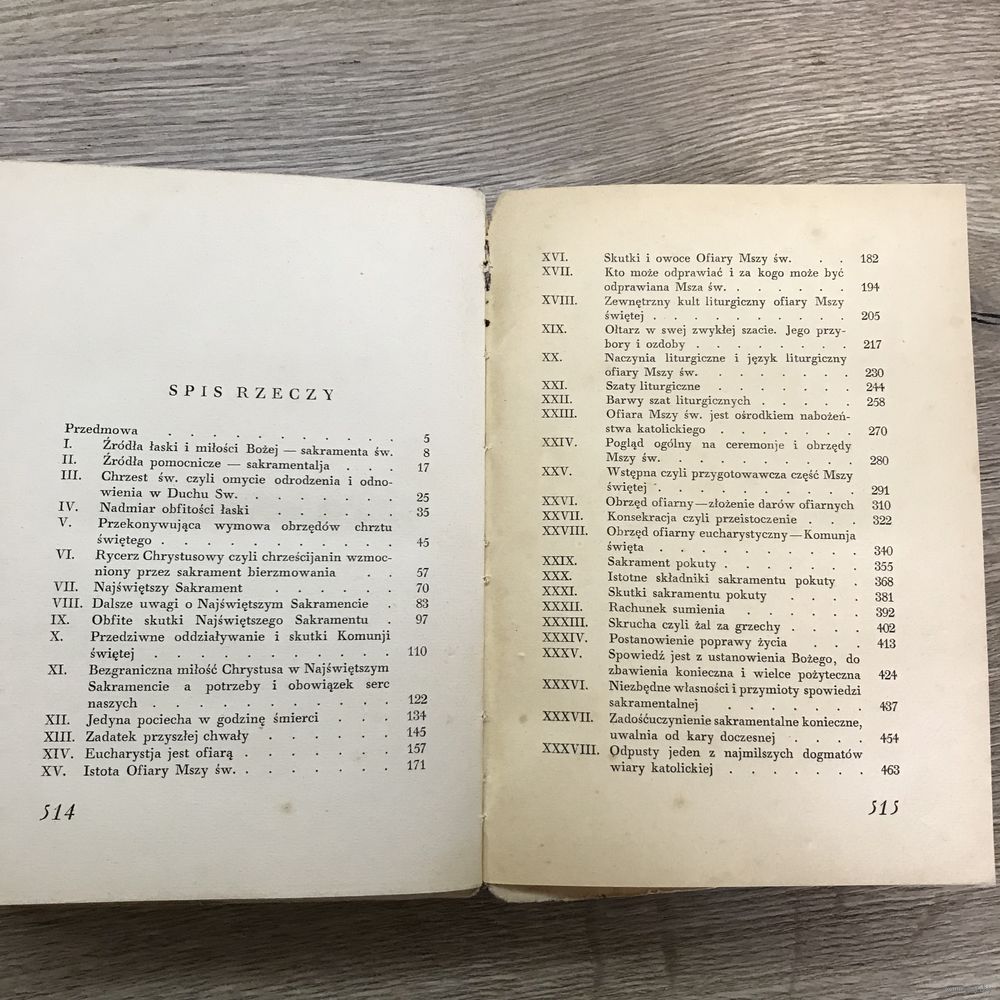 SPIS RZECZY
Przedmowa . . . . . . . . . . 5
I. Źródła łaski i miłości Bożej — sakramenta św. 8
II. Źródła pomocnicze — sakramentalja . . . 17
III. Chrzest św. czyli omycie odrodzenia i odno-
wienia w Duchu Sw. . . . . . . . 25
IV. Nadmiar obfitości łaski . . . . . . 35
V. Przekonywująca wymowa obrzędów chrztu
świętego . . . . . . . . . . . 45
VI. Rycerz Chrystusowy czyli chrześcijanin wzmoc-
niony przez sakrament bierzmowania . . 57
VII. Najświętszy Sakrament . . . . . . 70
VIII. Dalsze uwagi o Najświętszym Sakramencie . 83
IX. Obfite skutki Najświętszego Sakramentu . 97
X. Przedziwne oddziaływanie i skutki Komunji
świętej . . . . . . . . . . . 110
XI. Bezgraniczna miłość Chrystusa w Najświętszym
Sakramencie a potrzeby i obowiązek serc
naszych . . . . . . . . . . . 122
XII. Jedyna pociecha w godzinę śmierci . . . 134
XIII. Zadatek przyszłej chwały . . . . . 145
XIV. Eucharystja jest ofiarą . . . . . . 157
XV. Istota Ofiary Mszy św. . . . . . . 171
514
XVI. Skutki i owoce Ofiary Mszy św. . . 182
XVII. Kto może odprawiać i za kogo może być
odprawiana Msza św. . . . . . . 194
XVIII. Zewnętrzny kult liturgiczny ofiary Mszy
świętej . . . . . . . . . . 205
XIX. Ołtarz w swej zwykłej szacie. Jego przy-
bory i ozdoby . . . . . . . . 217
XX. Naczynia liturgiczne i język liturgiczny
ofiary Mszy św. . . . . . . . 230
XXI. Szaty liturgiczne . . . . . . . 244
XXII. Barwy szat liturgicznych . . . . . 258
XXIII. Ofiara Mszy św. jest ośrodkiem nabożeń-
stwa katolickiego . . . . . . . 270
XXIV. Pogląd ogólny na ceremonje i obrzędy
Mszy św. . . . . . . . . . 280
XXV. Wstępna czyli przygotowawcza część Mszy
świętej . . . . . . . . . . 291
XXVI. Obrzęd ofiarny — złożenie darów ofiarnych 310
XXVII. Konsekracja czyli przeistoczenie . . . 322
XXVIII. Obrzęd ofiarny eucharystyczny — Komunja
święta . . . . . . . . . . 340
XXIX. Sakrament pokuty . . . . . . . 355
XXX. Istotne składniki sakramentu pokuty . 368
XXXI. Skutki sakramentu pokuty . . . . 381
XXXII. Rachunek sumienia . . . . . . 392
XXXIII. Skrucha czyli żal za grzechy . . . . 402
XXXIV. Postanowienie poprawy życia . . . 413
XXXV. Spowiedź jest z ustanowienia Bożego, do
zbawienia konieczna i wielce pożyteczna 424
XXXVI. Niezbędne własności i przymioty spowiedzi
sakramentalnej . . . . . . . 437
XXXVII. Zadośćuczynienie sakramentalne konieczne,
uwalnia od kary doczesnej . . . . 454
XXXVIII. Odpusty jeden z najmilszych dogmatów
wiary katolickiej . . . . . . . 463
515